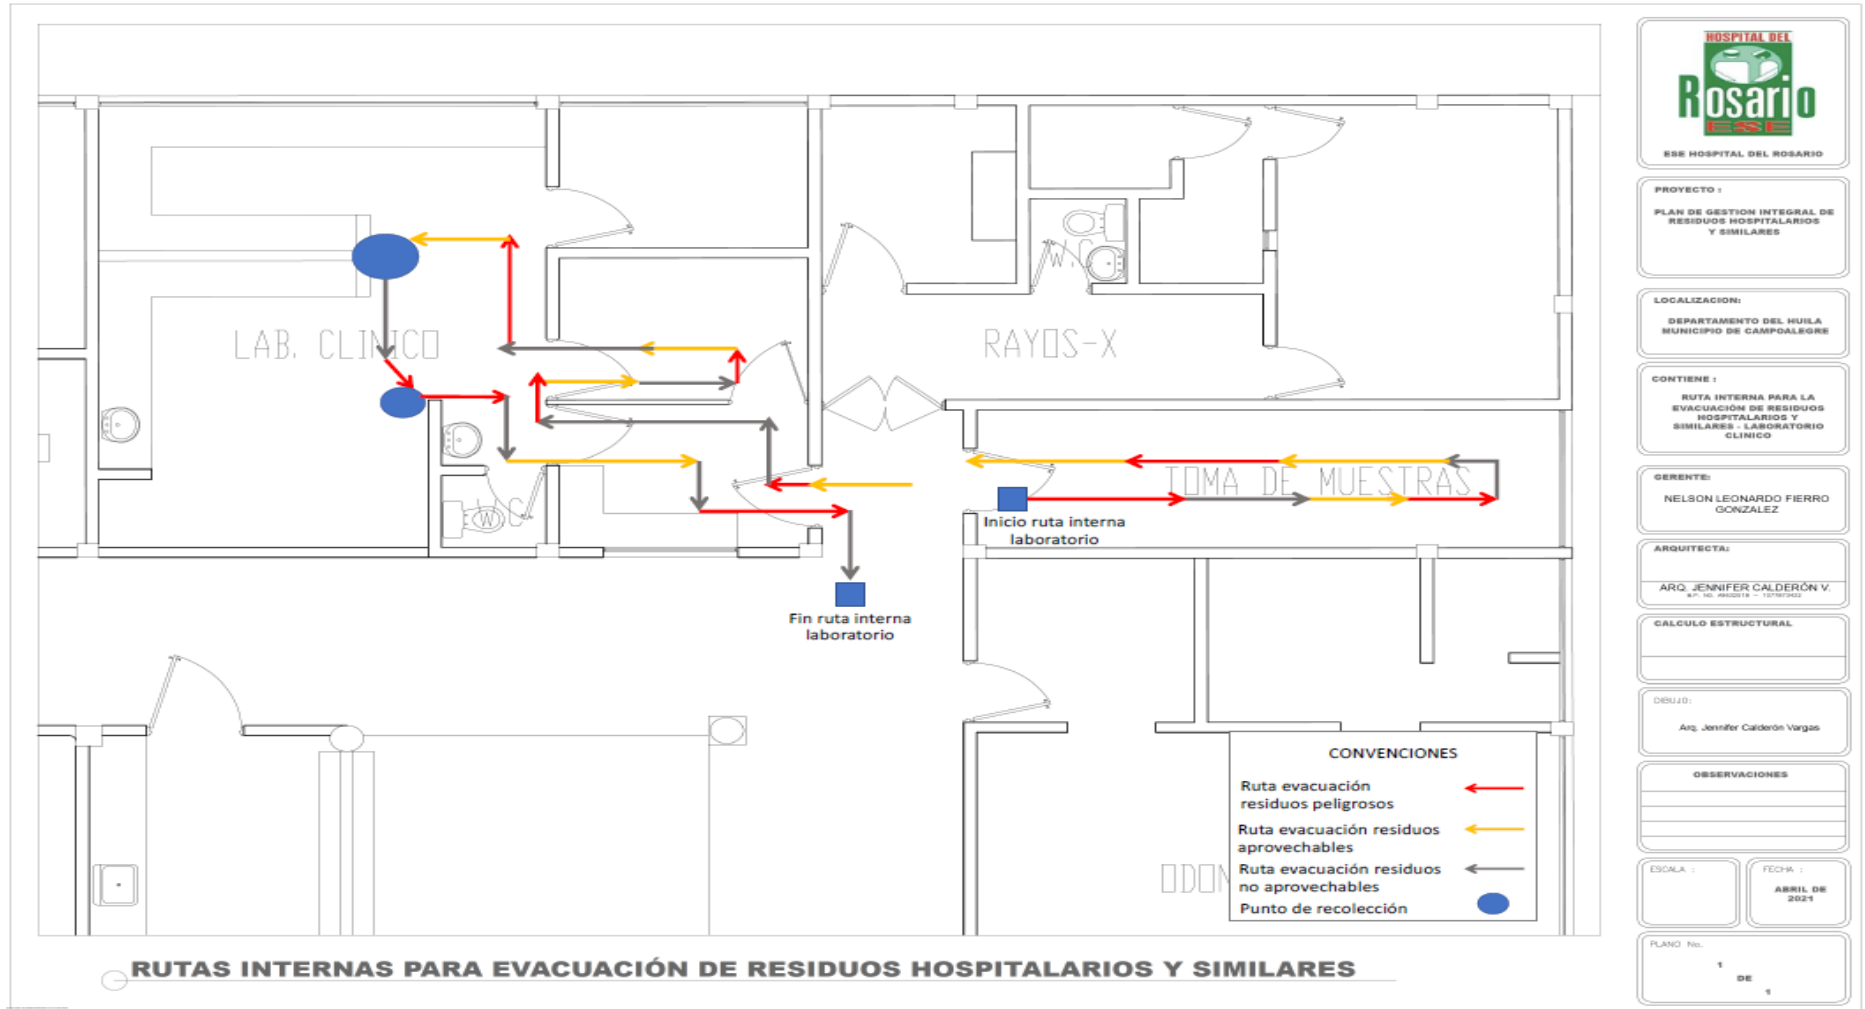 LAB. CLINICO
RAYOS-X
W.C
TOMA DE MUESTRAS
W.C
Inicio ruta interna
laboratorio
Fin ruta interna
laboratorio
CONVENCIONES
Ruta evacuación
residuos peligrosos
Ruta evacuación residuos
aprovechables
Ruta evacuación residuos
no aprovechables
Punto de recolección
RUTAS INTERNAS PARA EVACUACIÓN DE RESIDUOS HOSPITALARIOS Y SIMILARES
HOSPITAL DEL
Rosario
ESE
ESE HOSPITAL DEL ROSARIO
PROYECTO :
PLAN DE GESTION INTEGRAL DE
RESIDUOS HOSPITALARIOS
Y SIMILARES
LOCALIZACION:
DEPARTAMENTO DEL HUILA
MUNICIPIO DE CAMPOALEGRE
CONTIENE :
RUTA INTERNA PARA LA
EVACUACIÓN DE RESIDUOS
HOSPITALARIOS Y
SIMILARES - LABORATORIO
CLINICO
GERENTE:
NELSON LEONARDO FIERRO
GONZALEZ
ARQUITECTA:
ARQ. JENNIFER CALDERÓN V.
CALCULO ESTRUCTURAL
DIBUJO:
Arq. Jennifer Calderón Vargas
OBSERVACIONES
ESCALA :
FECHA :
ABRIL DE
2021
PLANO No.
1
DE
1